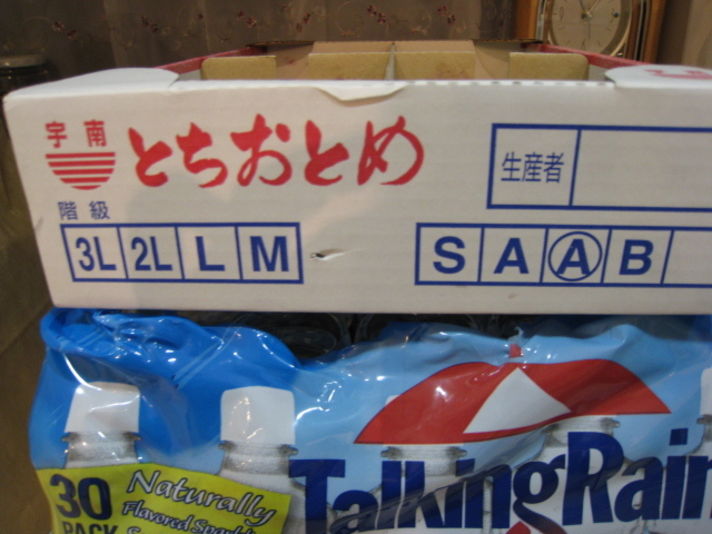 宇南
とちおとめ
生産者
階級
3L 2L L M
S A Ⓐ B
TalkingRain
30
PACK
Naturally
Flavored